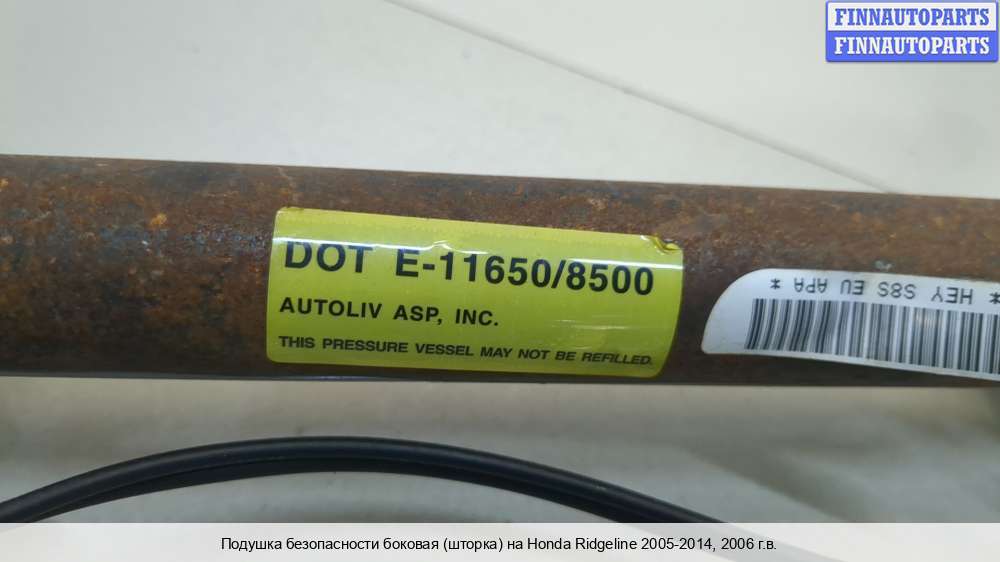 FINNAUTOPARTS
FINNAUTOPARTS
DOT E-11650/8500
AUTOLIV ASP, INC.
THIS PRESSURE VESSEL MAY NOT BE REFILLED.
* HEY S8S EU APA *
Подушка безопасности боковая (шторка) на Honda Ridgeline 2005-2014, 2006 г.в.